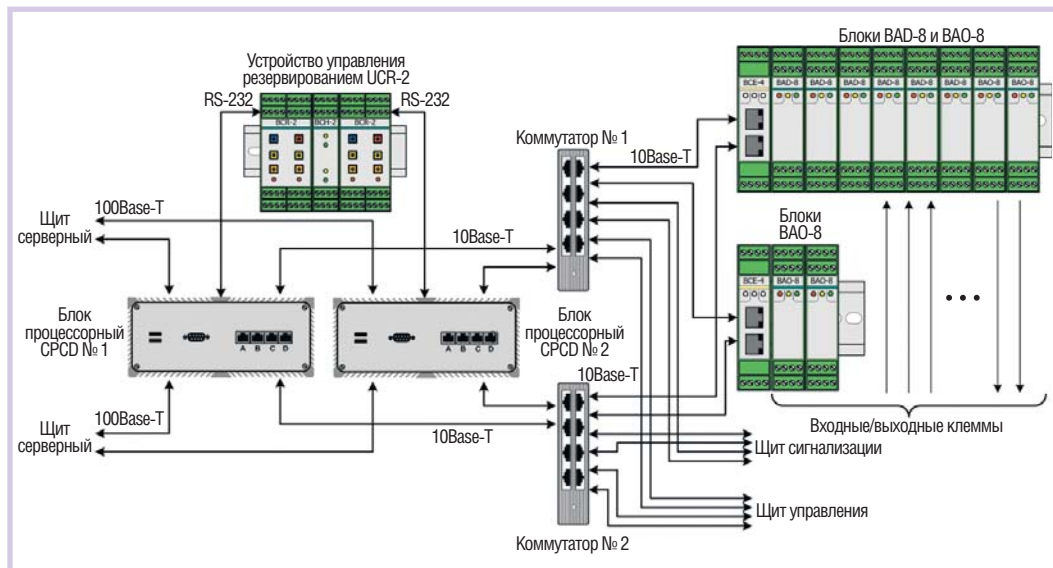 Устройство управления
резервированием UCR-2
RS-232
RS-232
BCR-2
BCH-2
BCR-2
Коммутатор № 1
10Base-T
Блоки BAD-8 и BAO-8
BCE-4
BAD-8
BAD-8
BAD-8
BAD-8
BAD-8
BAO-8
BAO-8
BAO-8
Щит
серверный
100Base-T
10Base-T
Блок
процессорный
CPCD № 1
A B C D
Блок
процессорный
CPCD № 2
A B C D
Блоки
BAO-8
BCE-4
BAO-8
BAO-8
• • •
100Base-T
Щит
серверный
10Base-T
10Base-T
Входные/выходные клеммы
Щит сигнализации
Щит управления
Коммутатор № 2